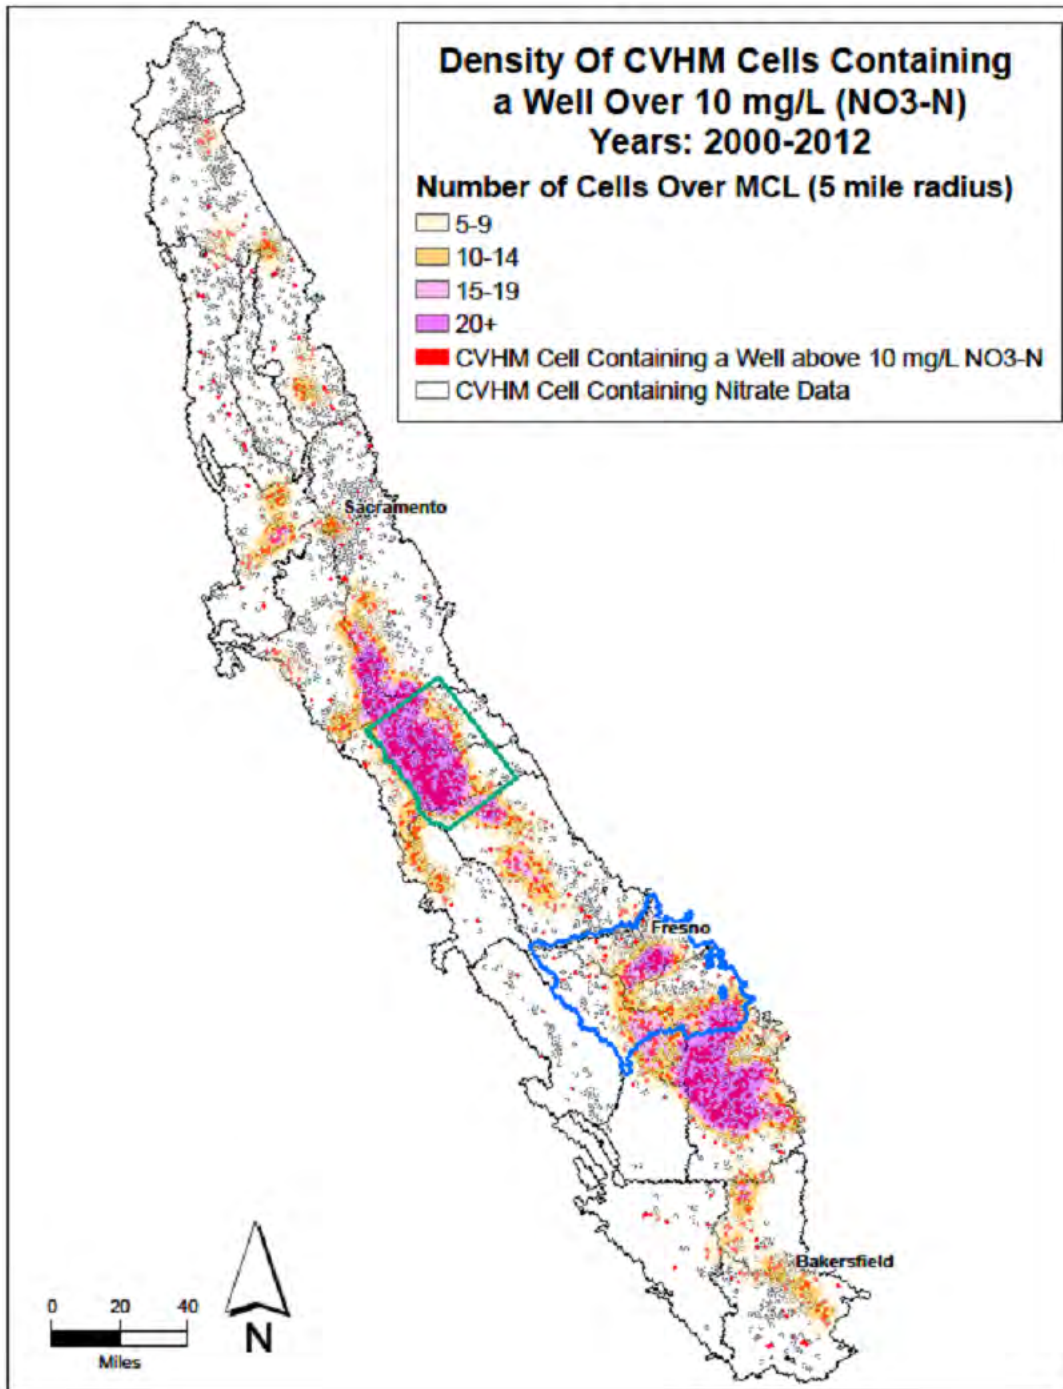 Density Of CVHM Cells Containing
a Well Over 10 mg/L (NO3-N)
Years: 2000-2012
Number of Cells Over MCL (5 mile radius)
5-9
10-14
15-19
20+
CVHM Cell Containing a Well above 10 mg/L NO3-N
CVHM Cell Containing Nitrate Data
Sacramento
Fresno
Bakersfield
0 20 40
Miles
N